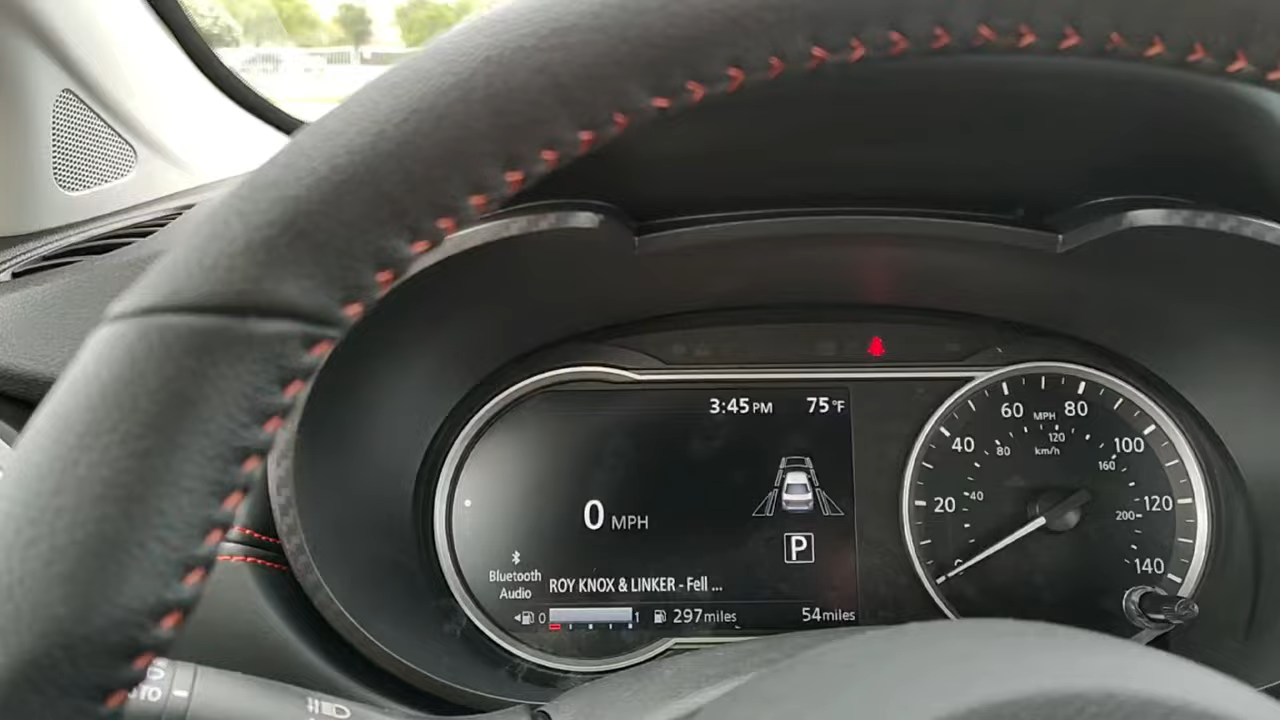 3:45 PM 75°F
0 MPH
P
Bluetooth
Audio
ROY KNOX & LINKER - Fell ...
0 1 297 miles 54 miles
0 20 40 60 80 100 120 140
MPH
40 80 120 160 200
km/h